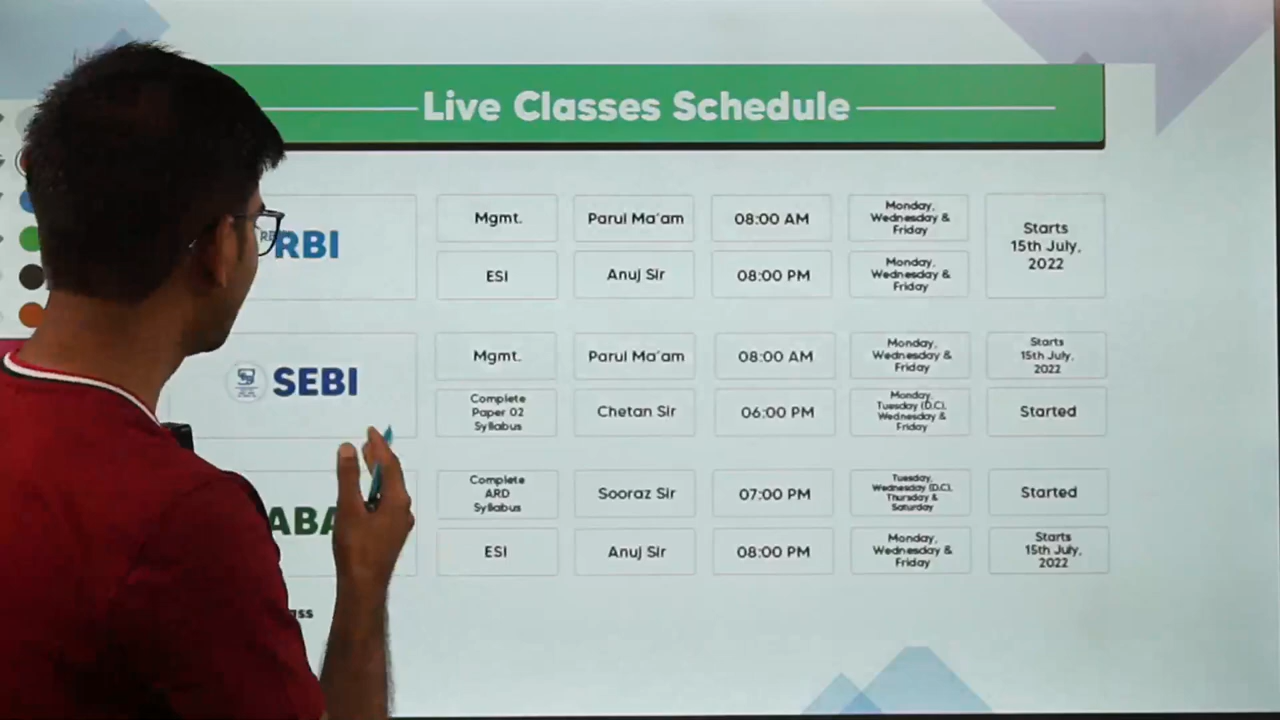 Live Classes Schedule
RBI
Mgmt.
Parul Ma'am
08:00 AM
Monday,
Wednesday &
Friday
Starts
15th July,
2022
ESI
Anuj Sir
08:00 PM
Monday,
Wednesday &
Friday
SEBI
Mgmt.
Parul Ma'am
08:00 AM
Monday,
Wednesday &
Friday
Starts
15th July,
2022
Complete
Paper 02
Syllabus
Chetan Sir
06:00 PM
Monday,
Tuesday (D.C),
Wednesday &
Friday
Started
ABA
Complete
ARD
Syllabus
Sooraz Sir
07:00 PM
Tuesday,
Wednesday (D.C),
Thursday &
Saturday
Started
ESI
Anuj Sir
08:00 PM
Monday,
Wednesday &
Friday
Starts
15th July,
2022